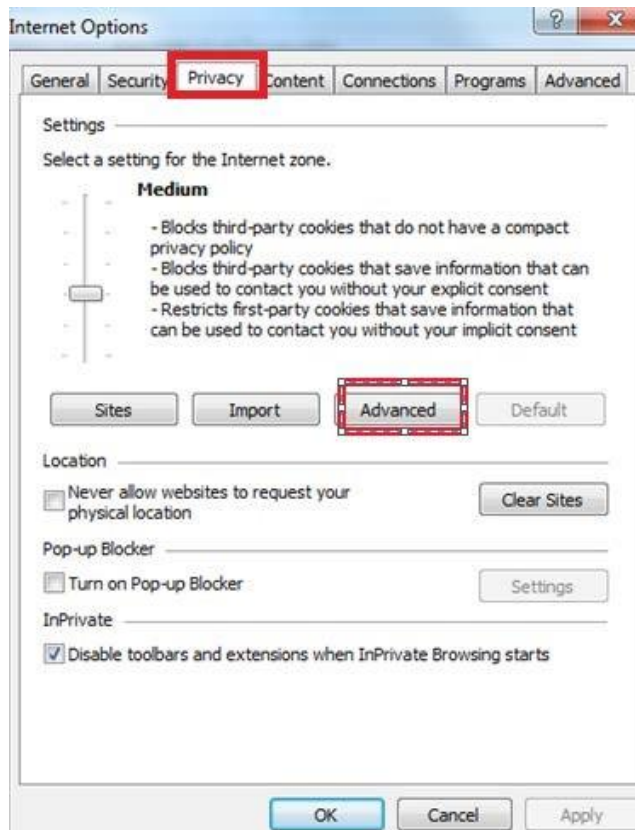 Internet Options
General Security Privacy Content Connections Programs Advanced
Settings
Select a setting for the Internet zone.
Medium
- Blocks third-party cookies that do not have a compact
privacy policy
- Blocks third-party cookies that save information that can
be used to contact you without your explicit consent
- Restricts first-party cookies that save information that
can be used to contact you without your implicit consent
Sites Import Advanced Default
Location
Never allow websites to request your
physical location
Clear Sites
Pop-up Blocker
Turn on Pop-up Blocker Settings
InPrivate
Disable toolbars and extensions when InPrivate Browsing starts
OK Cancel Apply